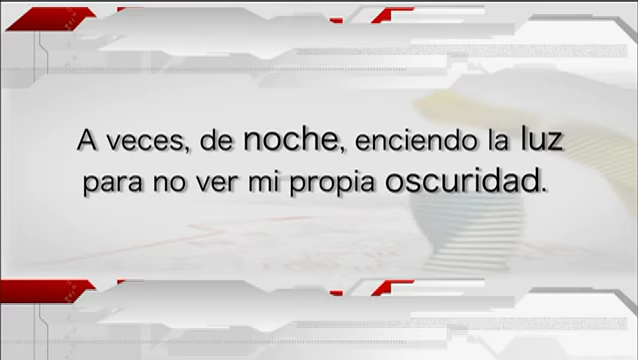 A veces, de noche, enciendo la luz
para no ver mi propia oscuridad.